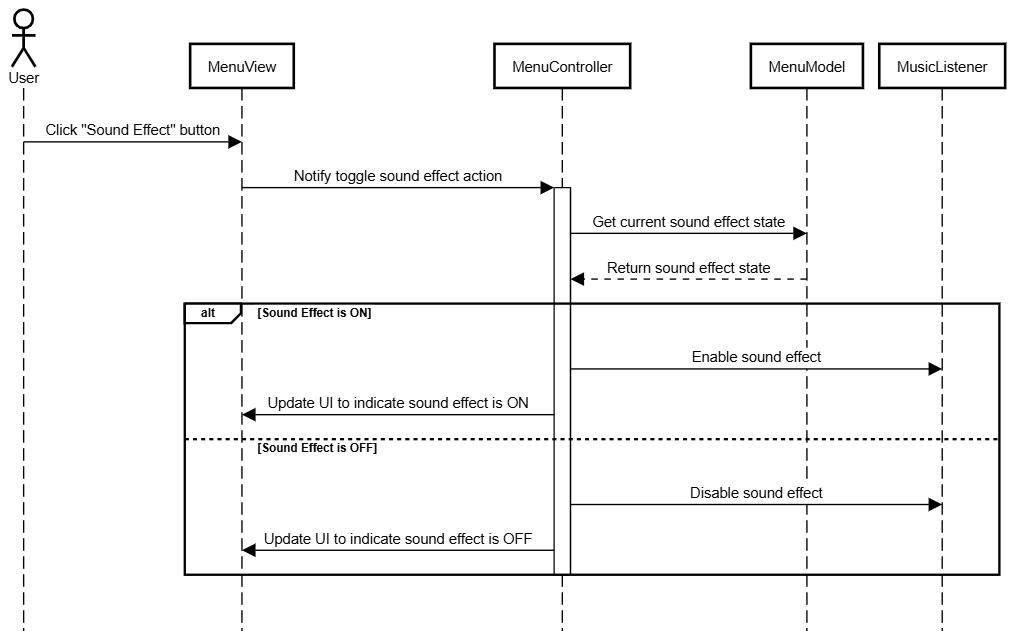 User
MenuView
MenuController
MenuModel
MusicListener
Click "Sound Effect" button
Notify toggle sound effect action
Get current sound effect state
Return sound effect state
alt
[Sound Effect is ON]
Enable sound effect
Update UI to indicate sound effect is ON
[Sound Effect is OFF]
Disable sound effect
Update UI to indicate sound effect is OFF